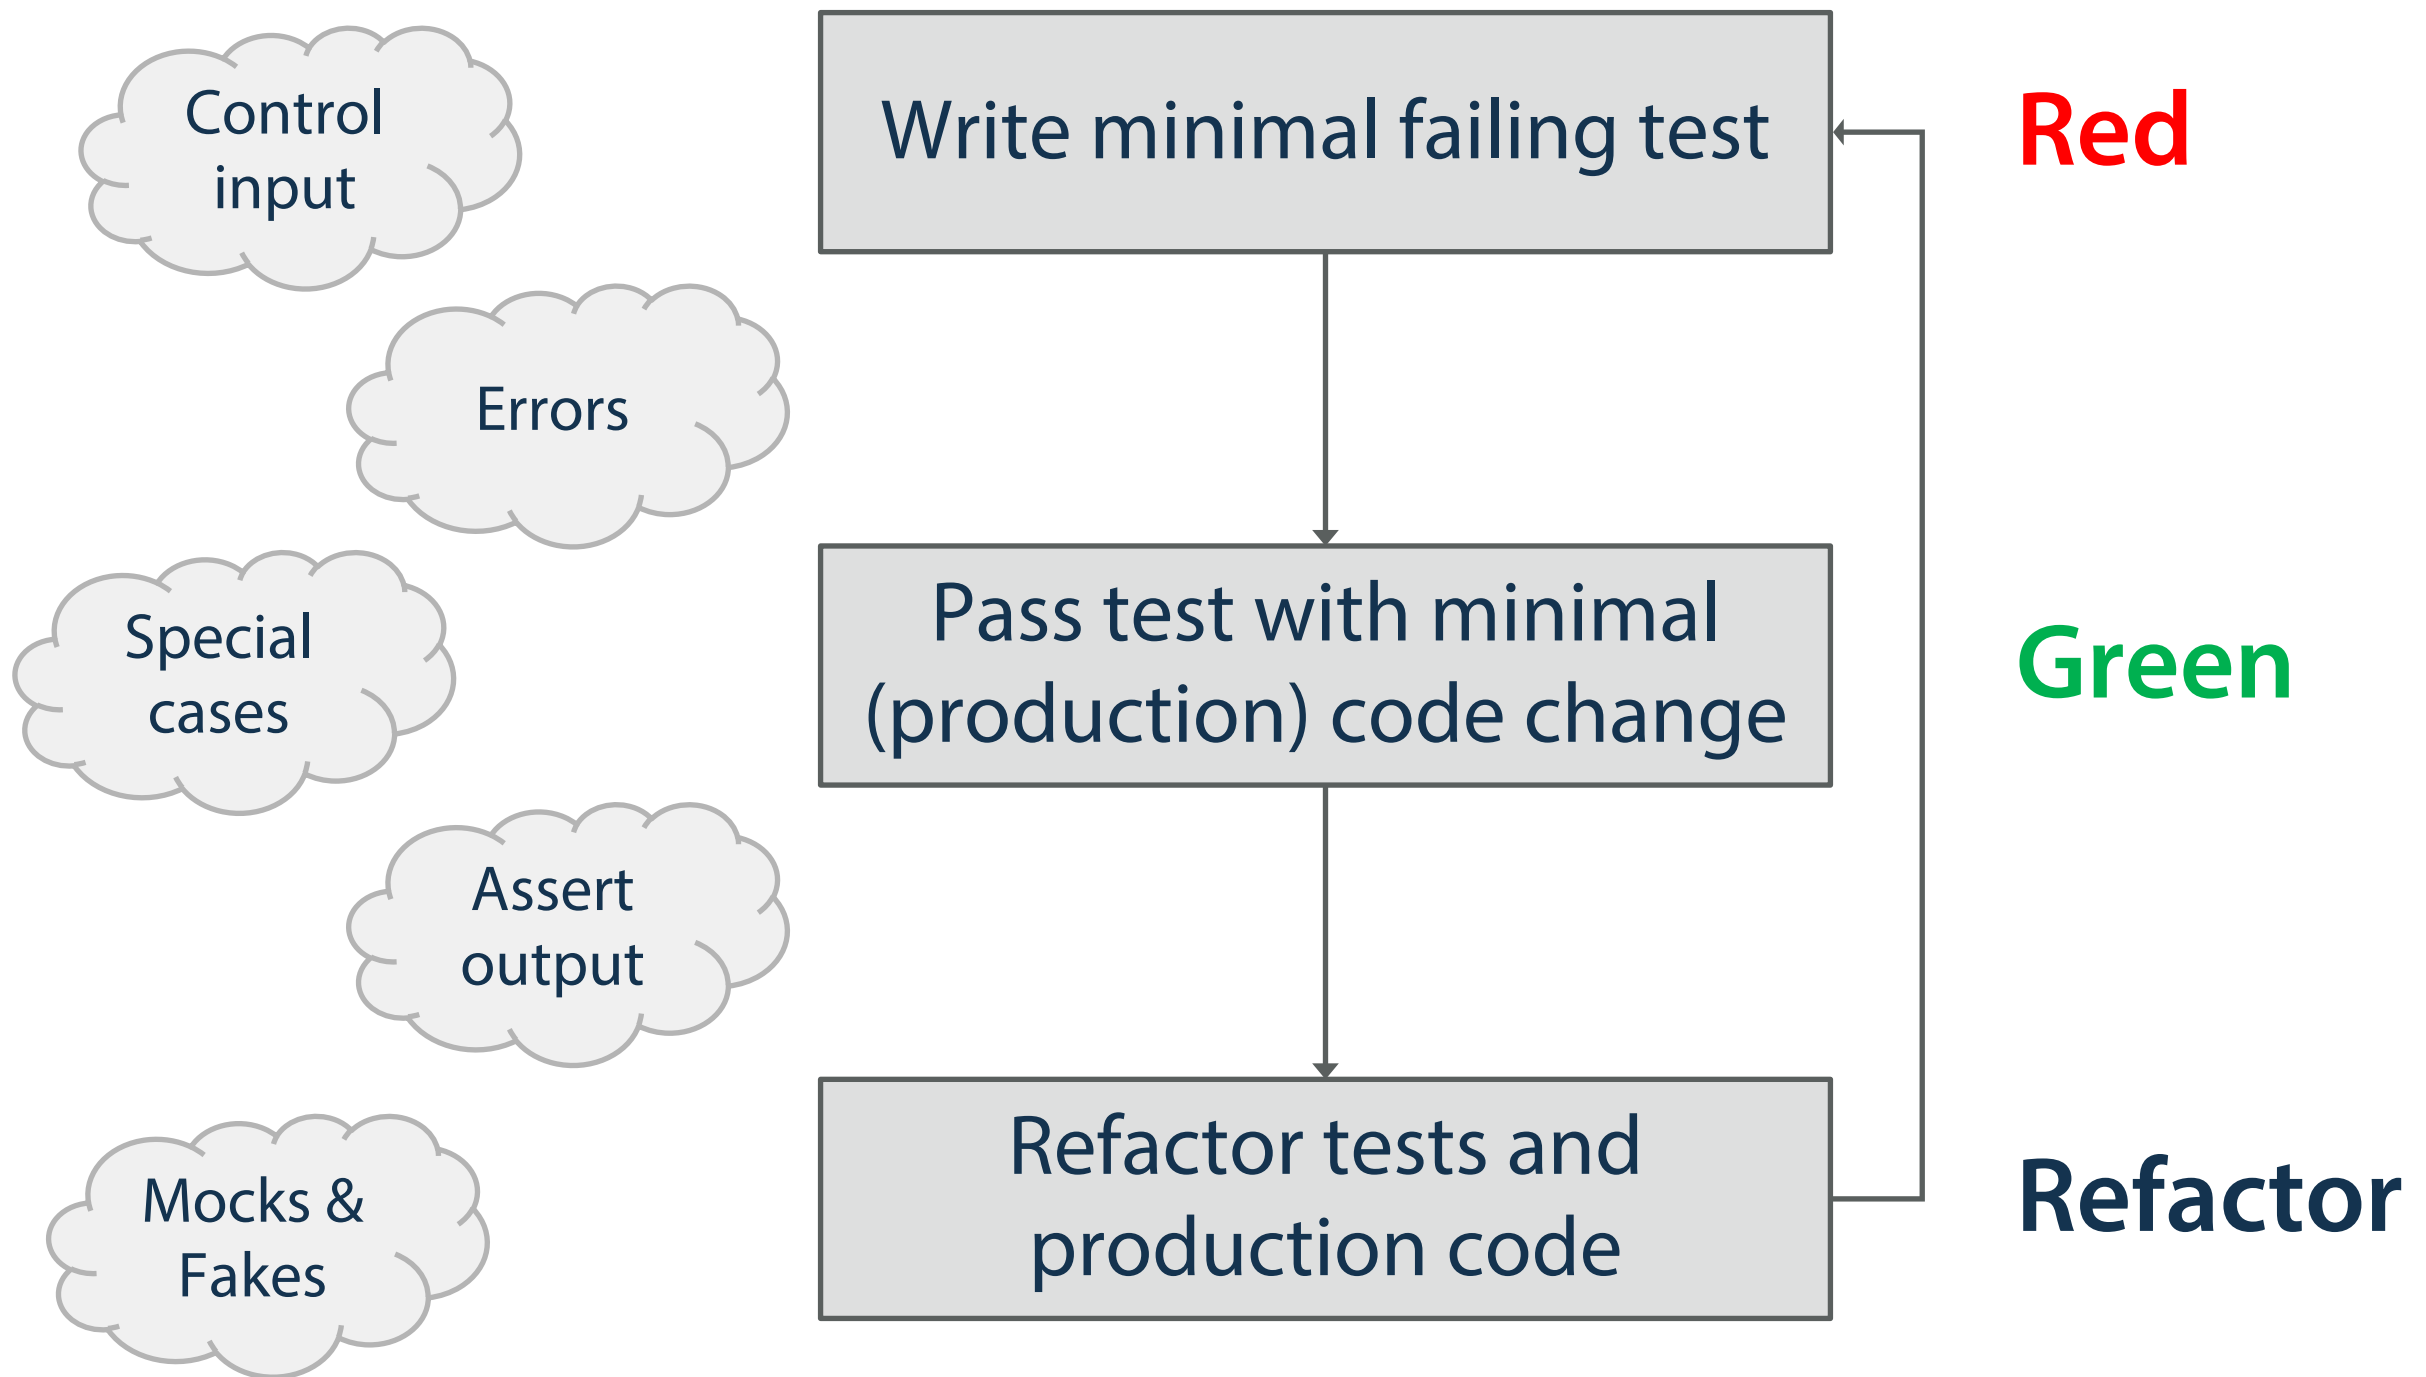 Control
input
Errors
Special
cases
Assert
output
Mocks &
Fakes
Write minimal failing test
Pass test with minimal
(production) code change
Refactor tests and
production code
Red
Green
Refactor